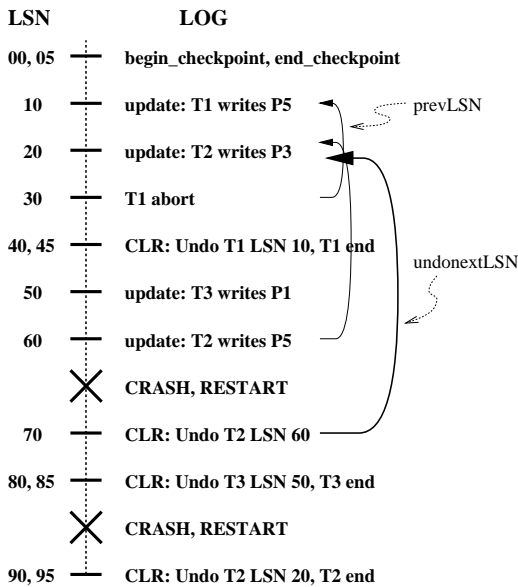 LSN LOG
00, 05 begin_checkpoint, end_checkpoint
10 update: T1 writes P5 prevLSN
20 update: T2 writes P3
30 T1 abort
40, 45 CLR: Undo T1 LSN 10, T1 end
undonextLSN
50 update: T3 writes P1
60 update: T2 writes P5
CRASH, RESTART
70 CLR: Undo T2 LSN 60
80, 85 CLR: Undo T3 LSN 50, T3 end
CRASH, RESTART
90, 95 CLR: Undo T2 LSN 20, T2 end